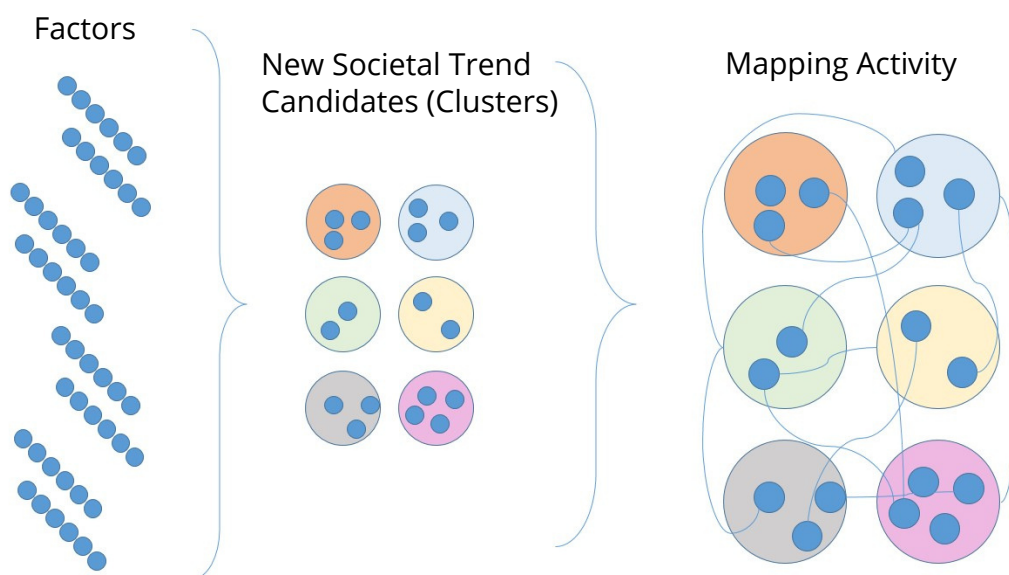 Factors
New Societal Trend
Candidates (Clusters)
Mapping Activity